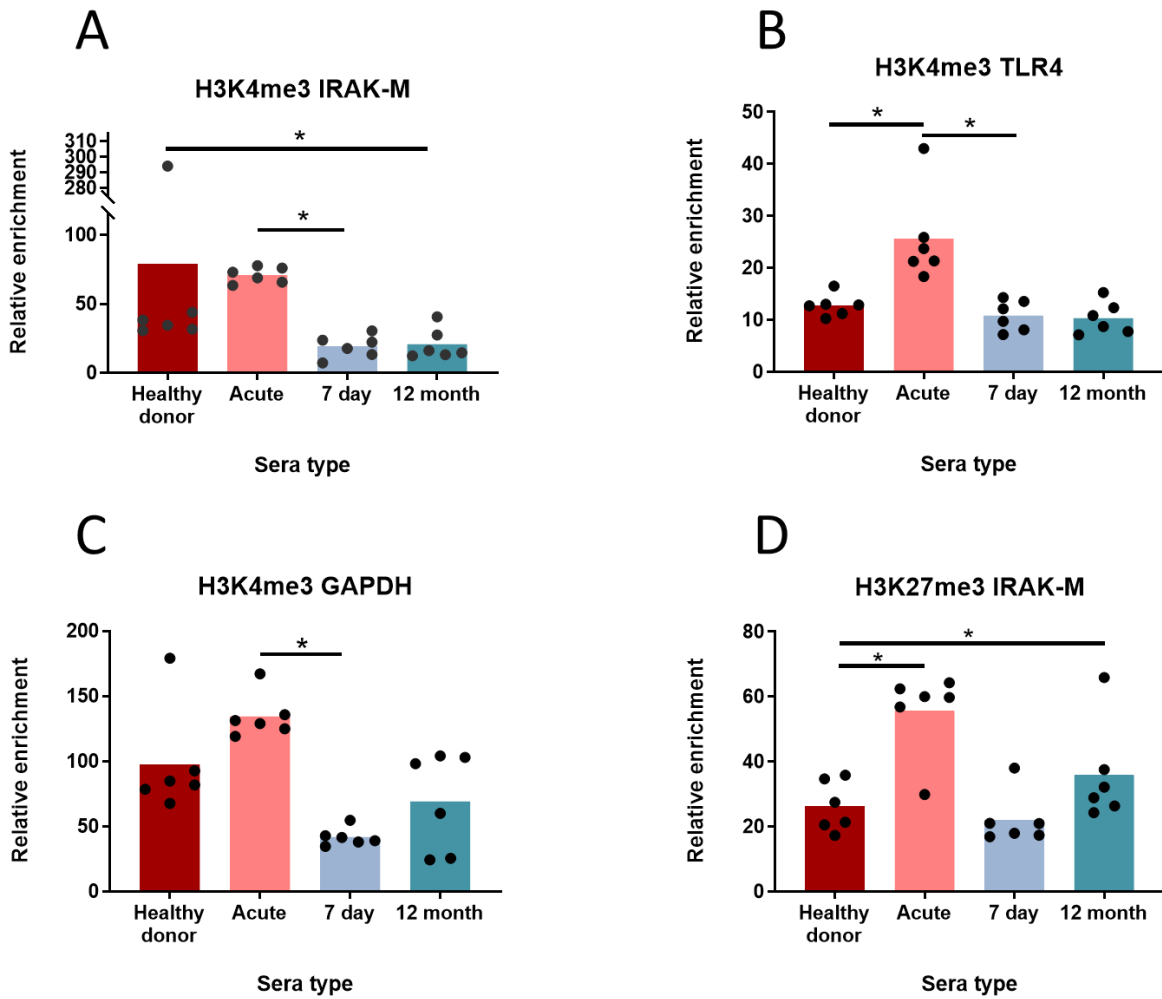 A
H3K4me3 IRAK-M
Relative enrichment
310
300
290
280
100
50
0
*
*
Healthy donor
Acute
7 day
12 month
Sera type
B
H3K4me3 TLR4
Relative enrichment
50
40
30
20
10
0
*
*
Healthy donor
Acute
7 day
12 month
Sera type
C
H3K4me3 GAPDH
Relative enrichment
200
150
100
50
0
*
Healthy donor
Acute
7 day
12 month
Sera type
D
H3K27me3 IRAK-M
Relative enrichment
80
60
40
20
0
*
*
Healthy donor
Acute
7 day
12 month
Sera type